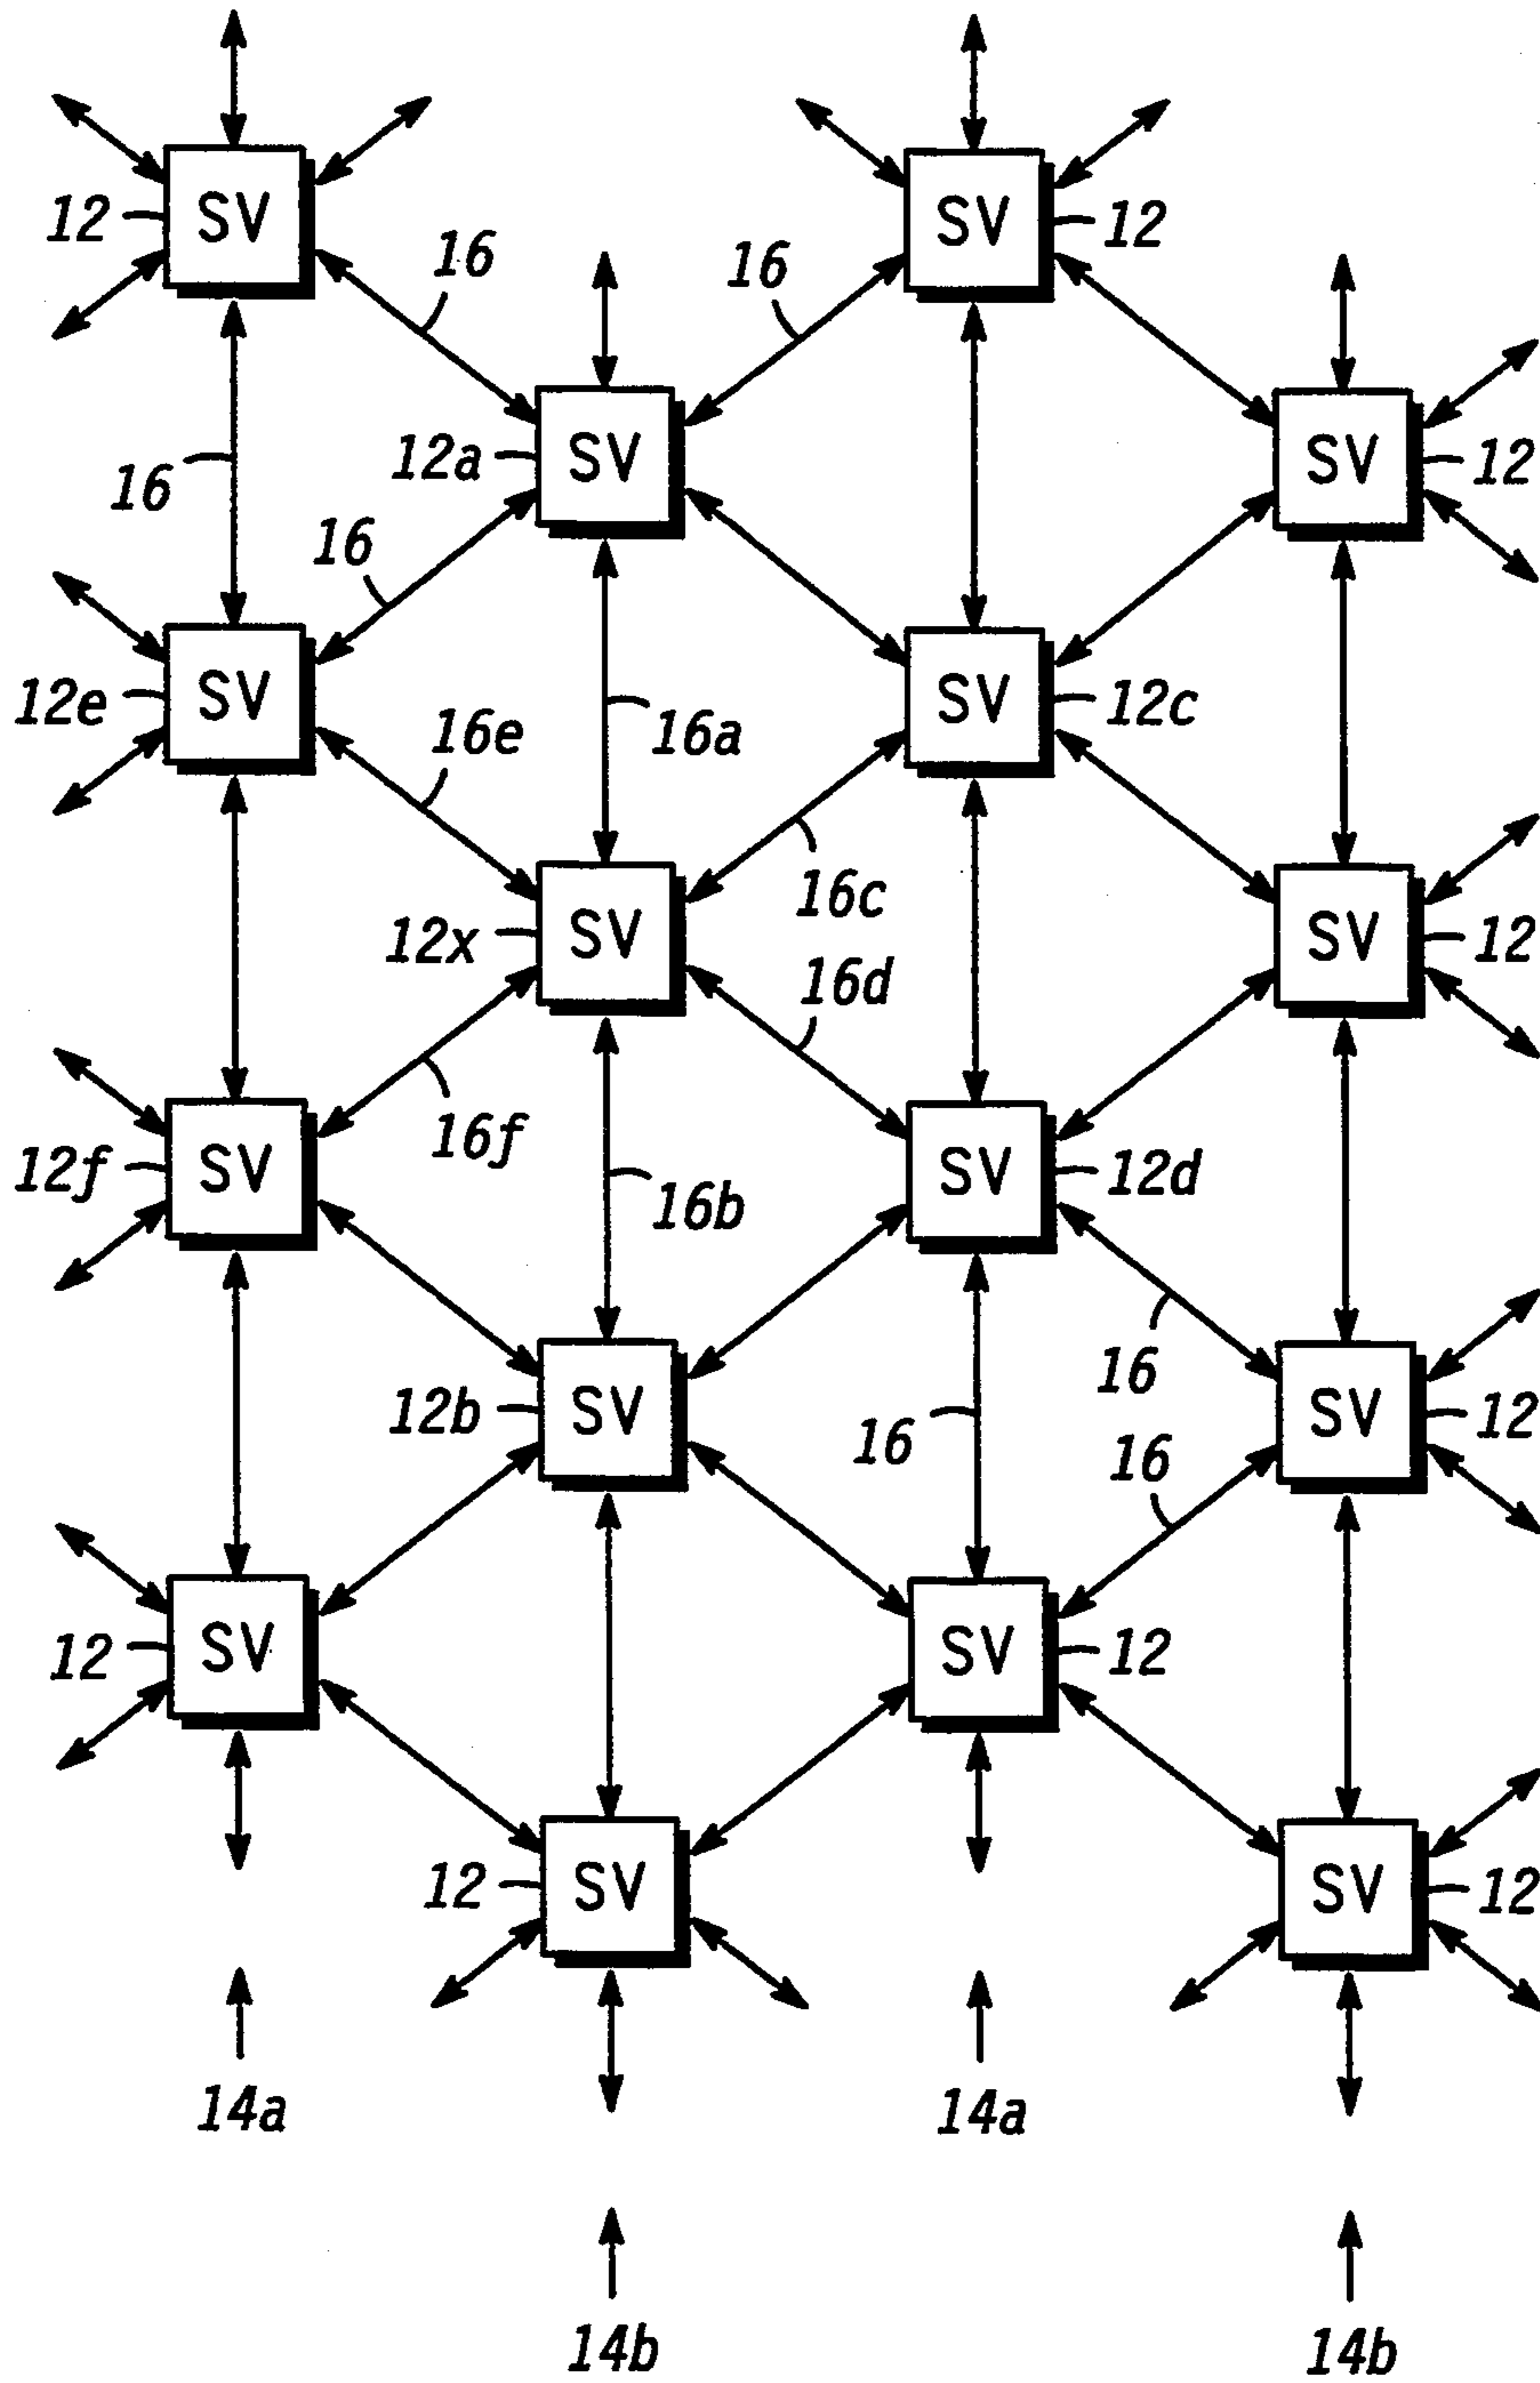 12 SV SV 12
16 16
12a SV SV 12
16
16
12e SV SV 12c
16e 16a
16c
12x SV SV 12
16d
12f SV 16f SV 12d
16b
16
12b SV SV 12
16 16
12 SV SV 12
12 SV SV 12
14a 14a
14b 14b